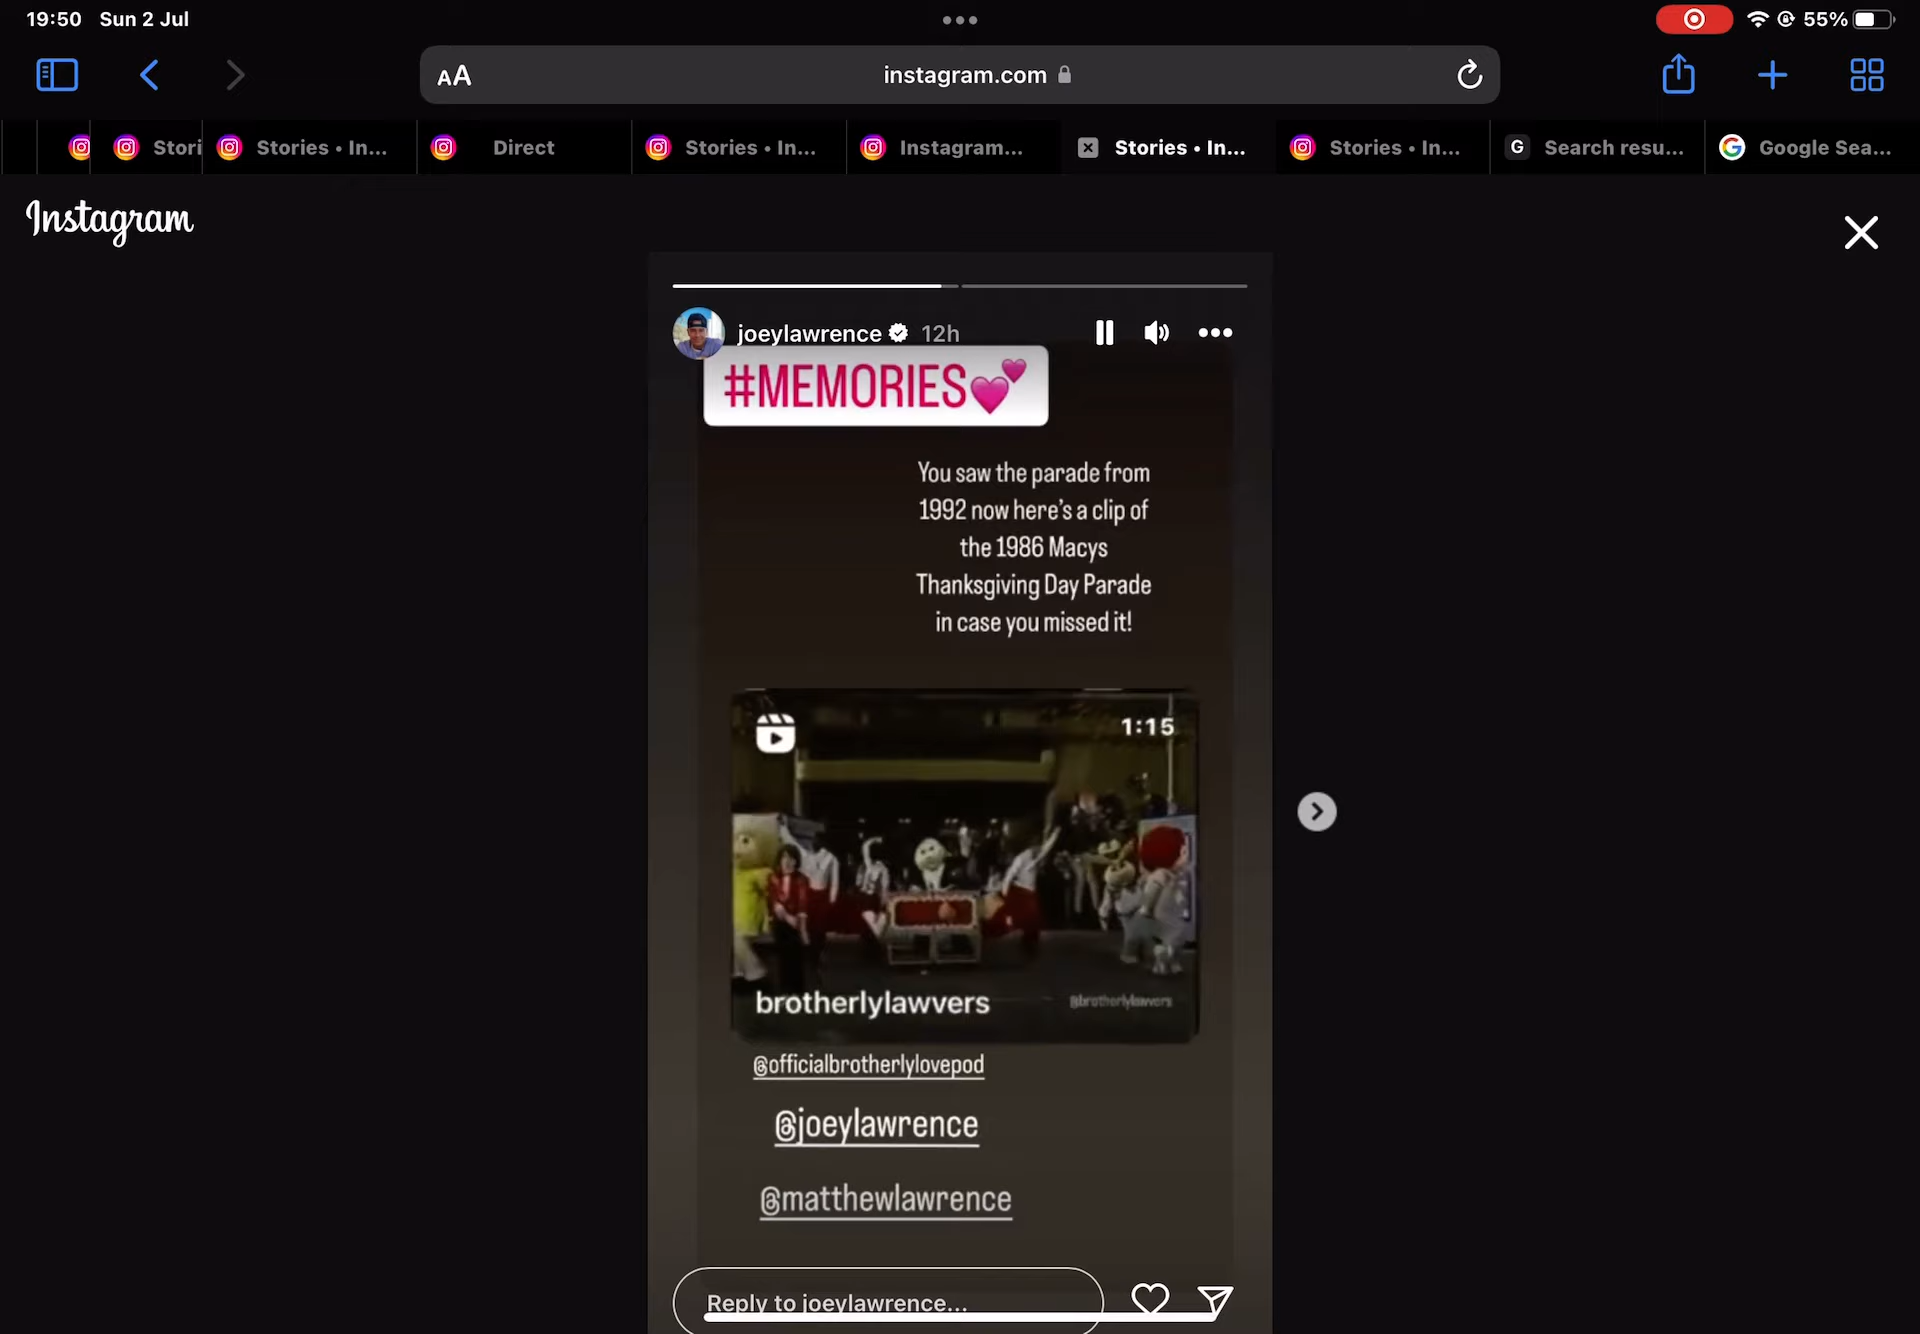 19:50 Sun 2 Jul
55%
AA
instagram.com
Stori
Stories • In...
Direct
Stories • In...
Instagram...
Stories • In...
Stories • In...
G
Search resu...
Google Sea...
Instagram
joeylawrence 12h
#MEMORIES💕
You saw the parade from
1992 now here's a clip of
the 1986 Macys
Thanksgiving Day Parade
in case you missed it!
1:15
brotherlylawvers
@brotherlylawvers
@officialbrotherlylovepod
@joeylawrence
@matthewlawrence
Reply to joeylawrence...